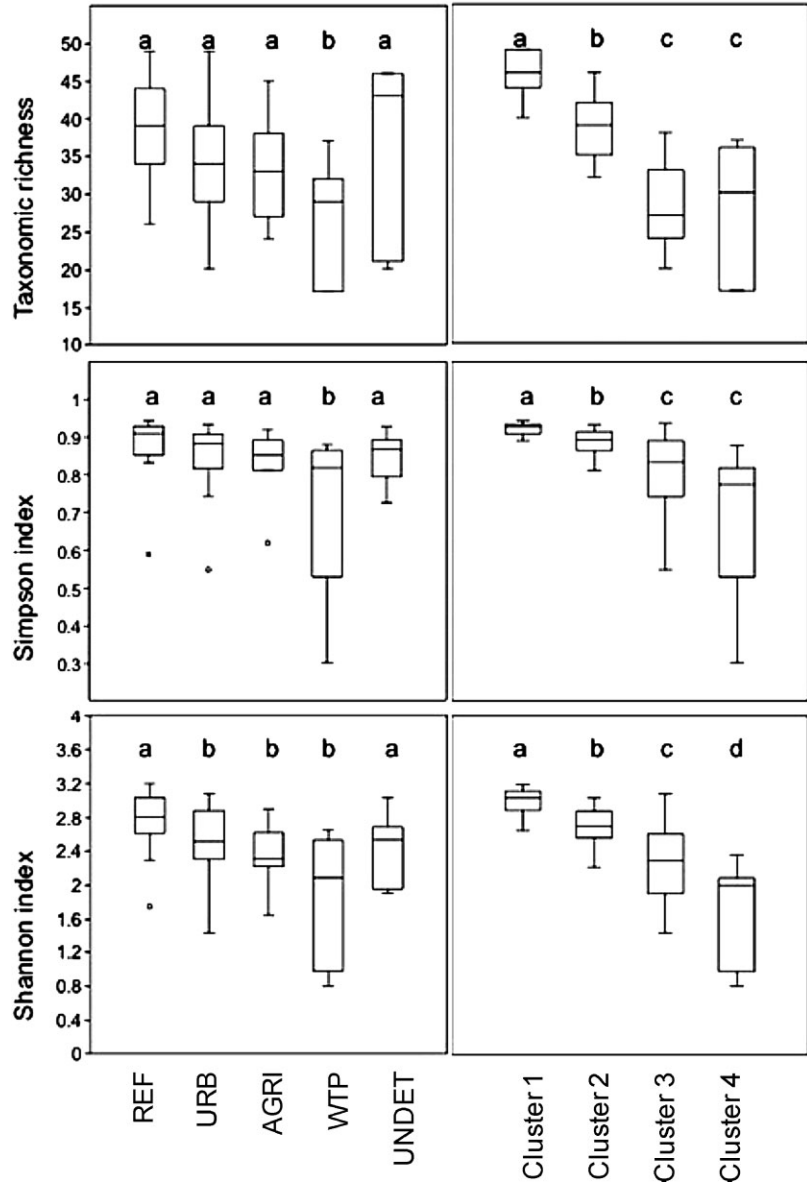 Taxonomic richness
50
45
40
35
30
25
20
15
10
a a a b a
a b c c
Simpson index
1
0.9
0.8
0.7
0.6
0.5
0.4
0.3
a a a b a
a b c c
Shannon index
4
3.6
3.2
2.8
2.4
2
1.6
1.2
0.8
0.4
0
a b b b a
a b c d
REF
URB
AGRI
WTP
UNDET
Cluster 1
Cluster 2
Cluster 3
Cluster 4